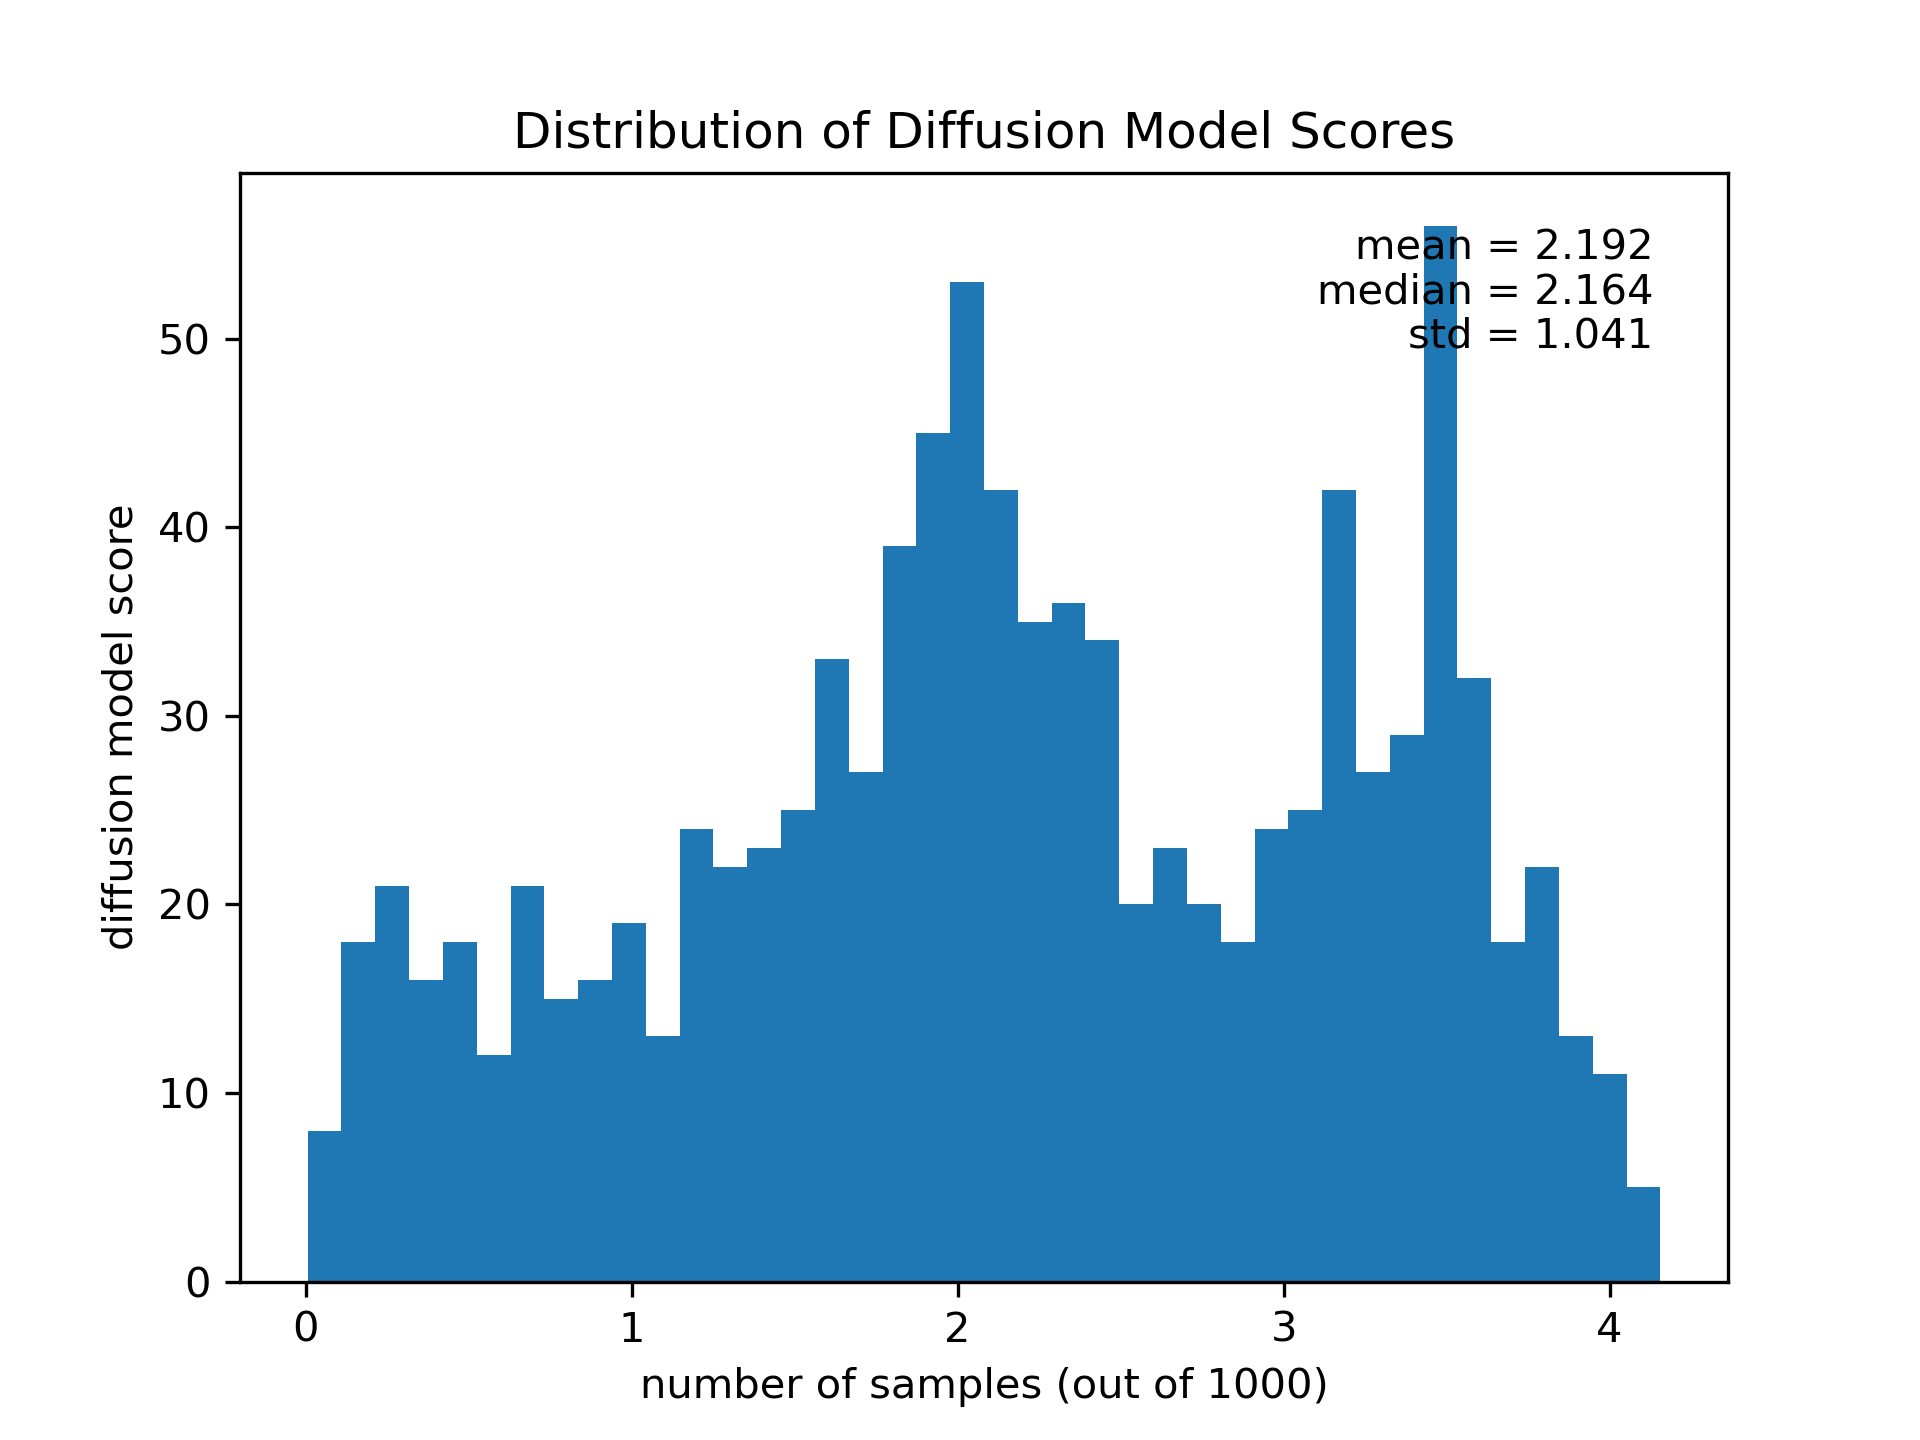 Distribution of Diffusion Model Scores
mean = 2.192
median = 2.164
std = 1.041
diffusion model score
50
40
30
20
10
0
0 1 2 3 4
number of samples (out of 1000)